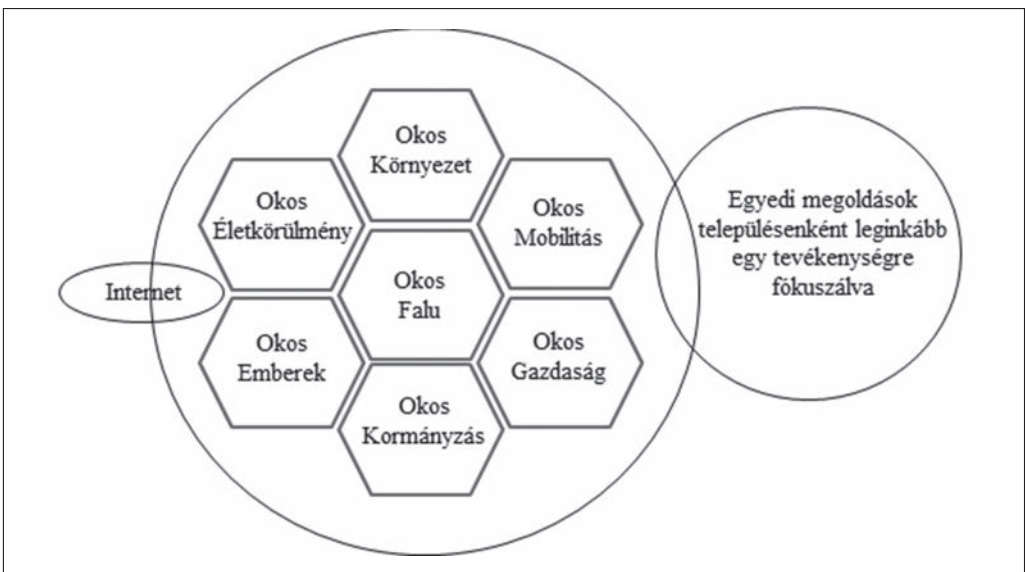 Okos
Környezet
Okos
Életkörülmény
Okos
Mobilitás
Internet
Okos
Falu
Okos
Emberek
Okos
Gazdaság
Okos
Kormányzás
Egyedi megoldások
településenként leginkább
egy tevékenységre
fókuszálva